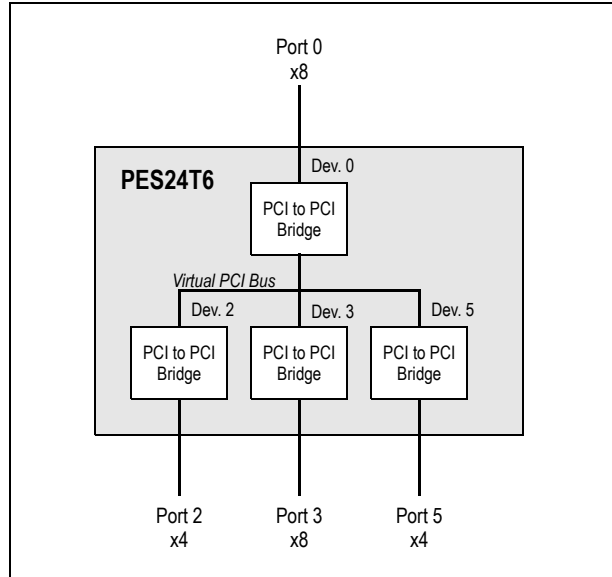 Port 0
x8
PES24T6
Dev. 0
PCI to PCI
Bridge
Virtual PCI Bus
Dev. 2
Dev. 3
Dev. 5
PCI to PCI
Bridge
PCI to PCI
Bridge
PCI to PCI
Bridge
Port 2
x4
Port 3
x8
Port 5
x4